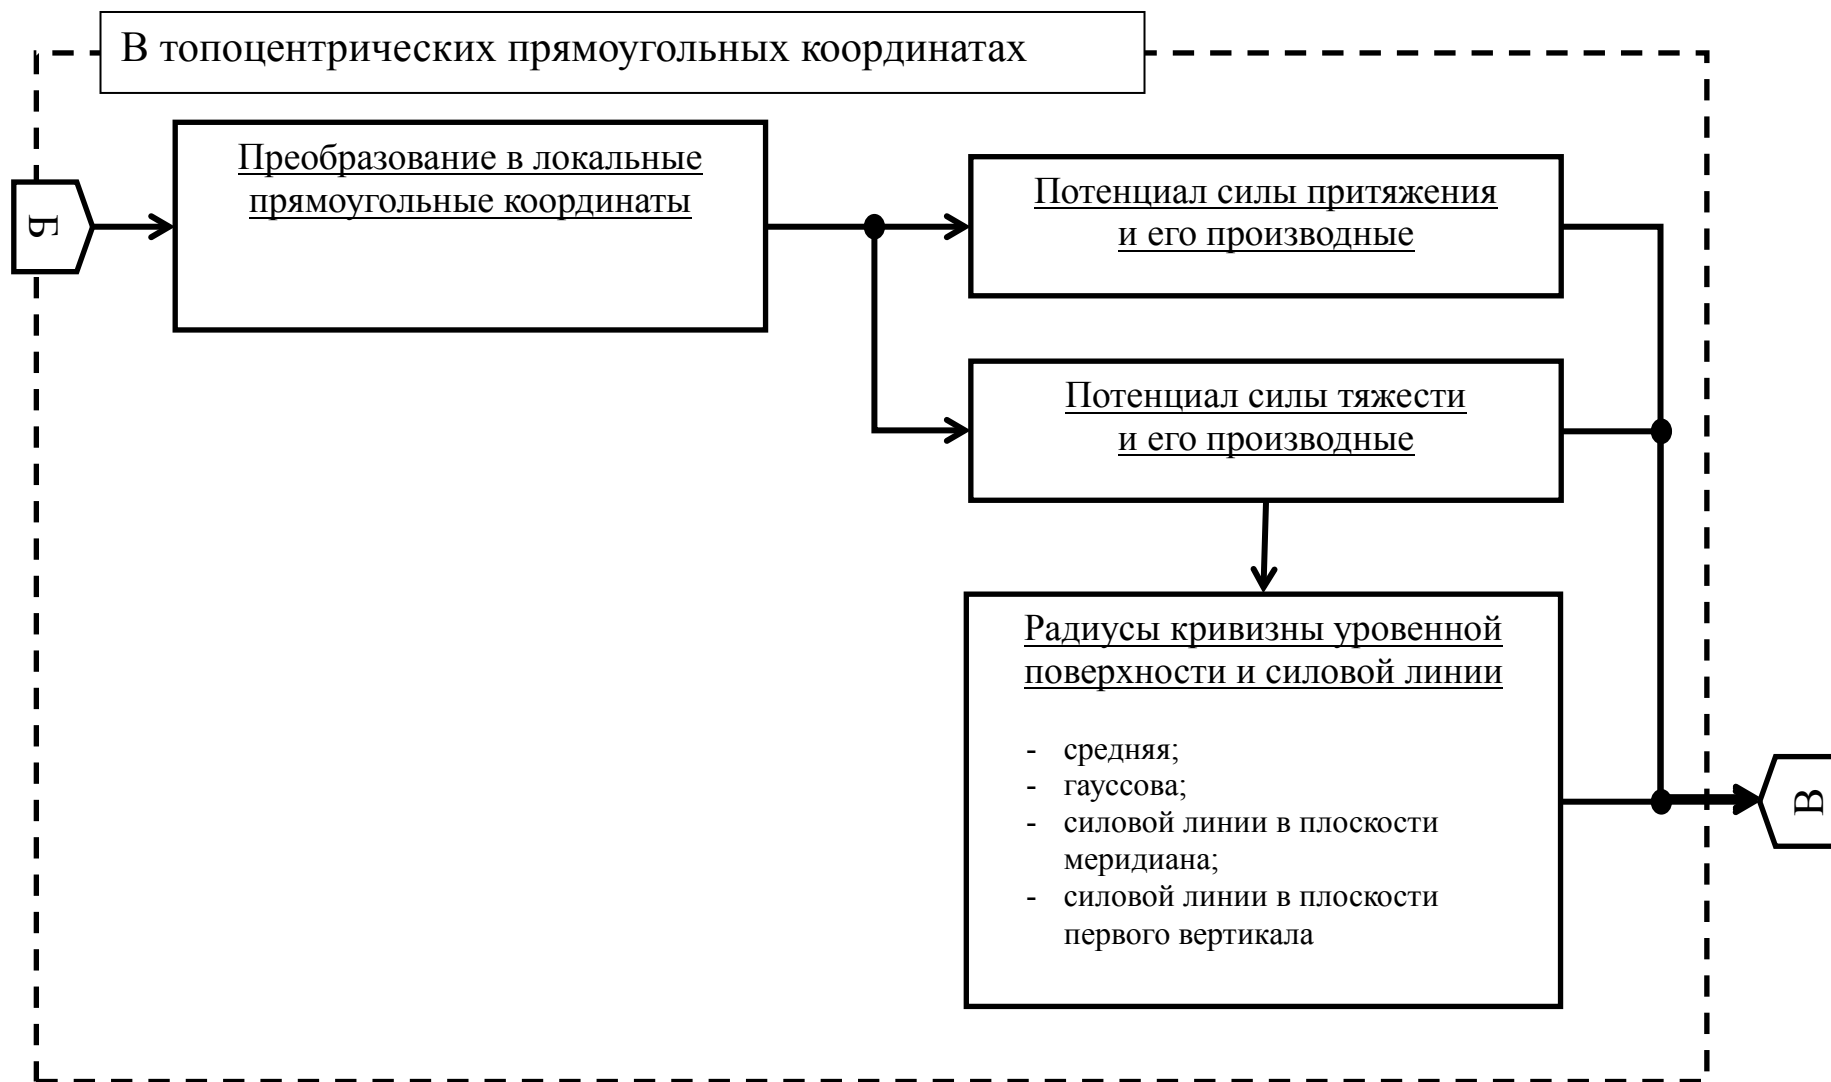 В топоцентрических прямоугольных координатах
Преобразование в локальные
прямоугольные координаты
Б
Потенциал силы притяжения
и его производные
Потенциал силы тяжести
и его производные
Радиусы кривизны уровенной
поверхности и силовой линии
- средняя;
- гауссова;
- силовой линии в плоскости
меридиана;
- силовой линии в плоскости
первого вертикала
В